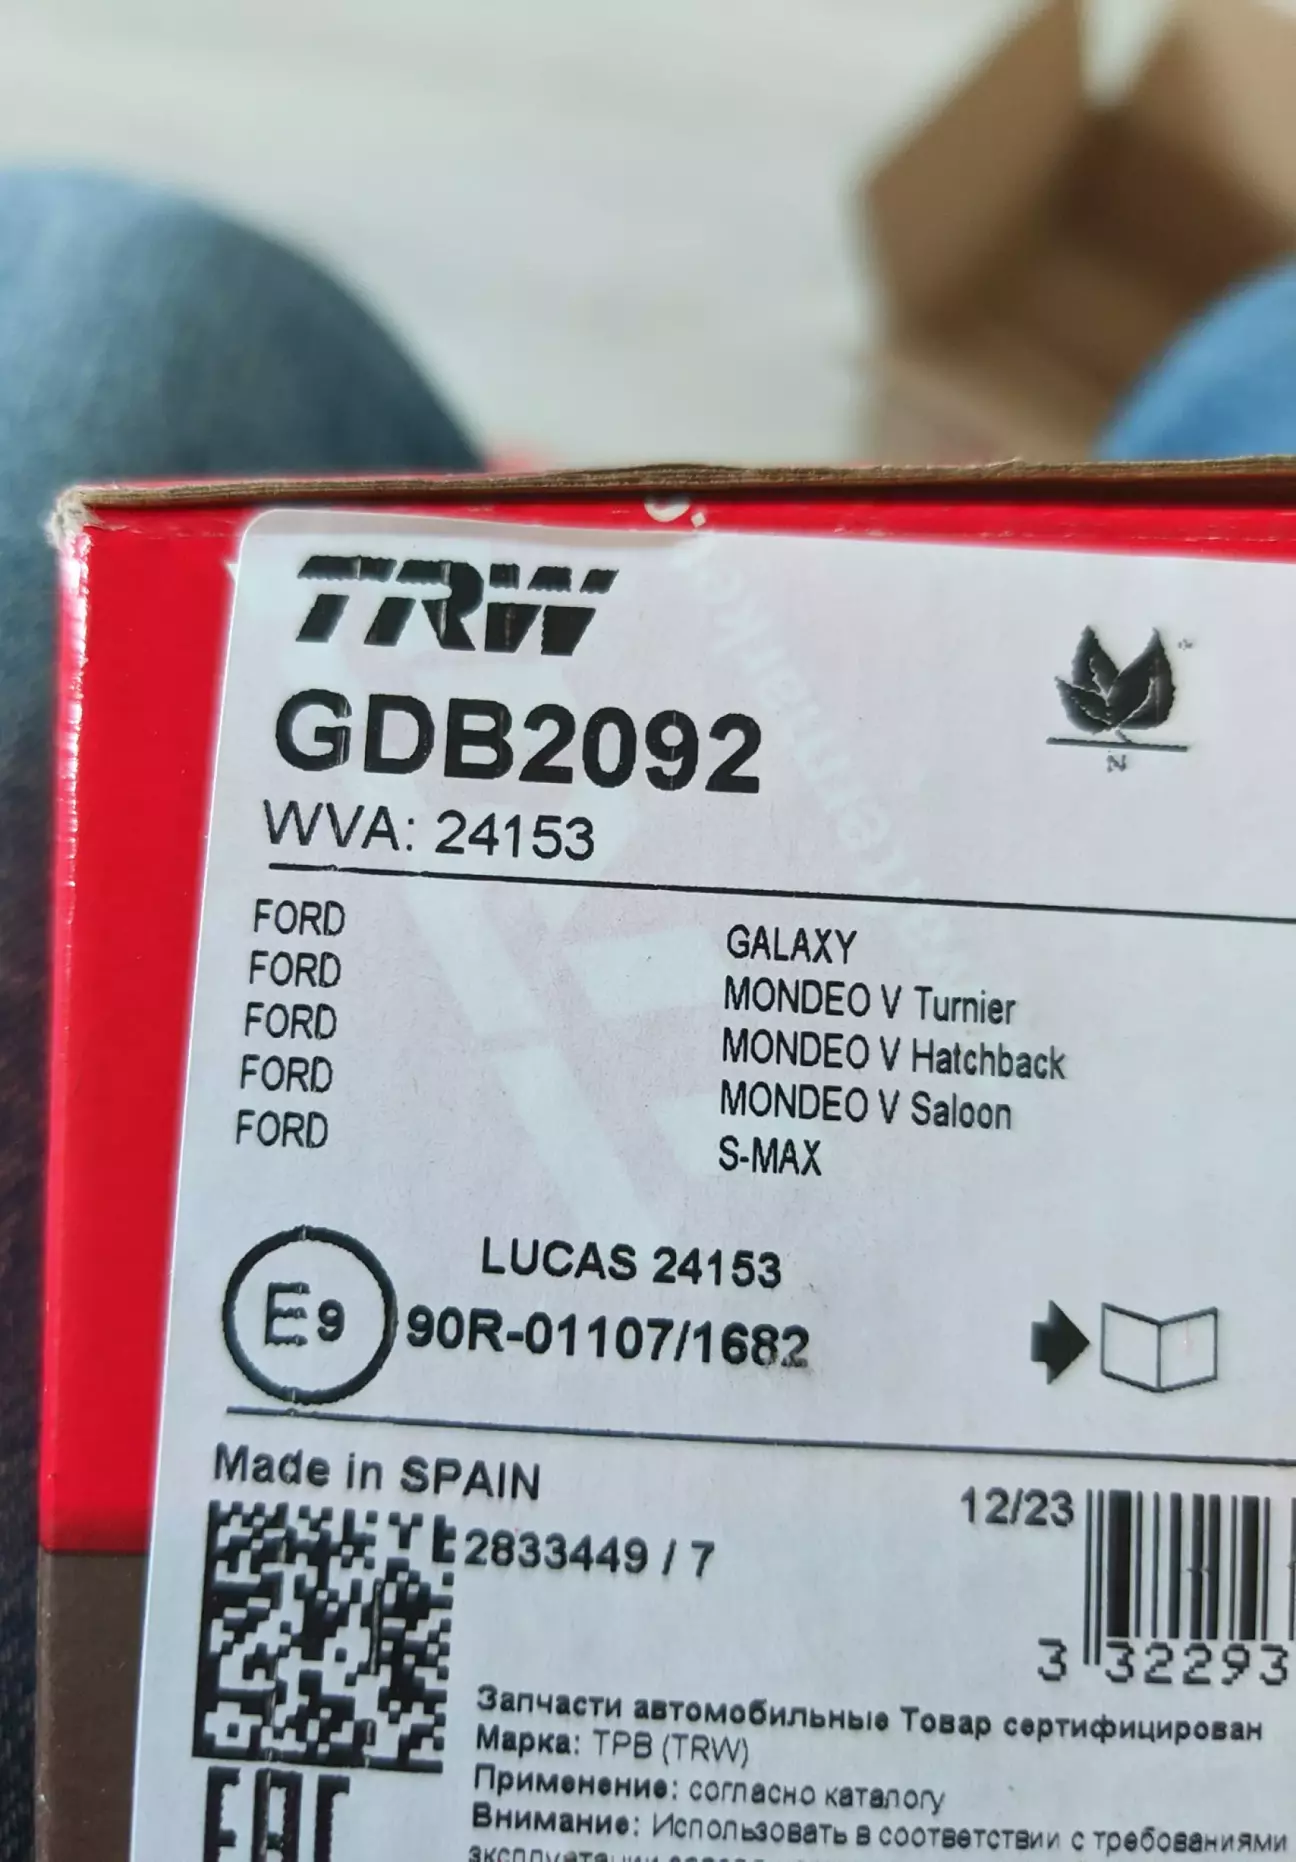 TRW
GDB2092
WVA: 24153
FORD GALAXY
FORD MONDEO V Turnier
FORD MONDEO V Hatchback
FORD MONDEO V Saloon
FORD S-MAX
LUCAS 24153
E9 90R-01107/1682
Made in SPAIN
2833449 / 7
12/23
3 32293
Запчасти автомобильные Товар сертифицирован
Марка: ТРВ (TRW)
Применение: согласно каталогу
Внимание: Использовать в соответствии с требованиями
EAC